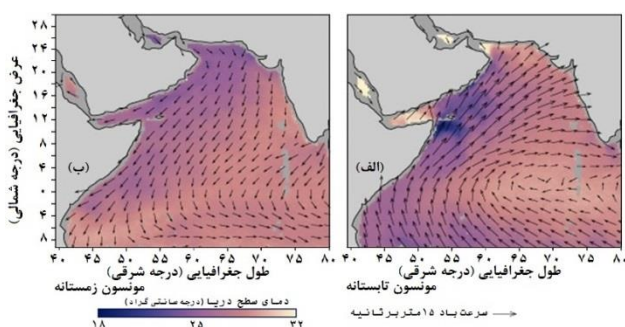 عرض جغرافیایی (درجه شمالی)
۲۸
۲۴
۲۰
۱۶
۱۲
۸
۴
۰
۴
۸
(ب)
(الف)
۴۰ ۴۵ ۵۰ ۵۵ ۶۰ ۶۵ ۷۰ ۷۵ ۸۰
۴۰ ۴۵ ۵۰ ۵۵ ۶۰ ۶۵ ۷۰ ۷۵ ۸۰
طول جغرافیایی (درجه شرقی)
طول جغرافیایی (درجه شرقی)
مونسون زمستانه
مونسون تابستانه
دمای سطح دریا (درجه سانتی گراد)
۱۸ ۲۵ ۳۲
سرعت باد ۱۵ متر بر ثانیه